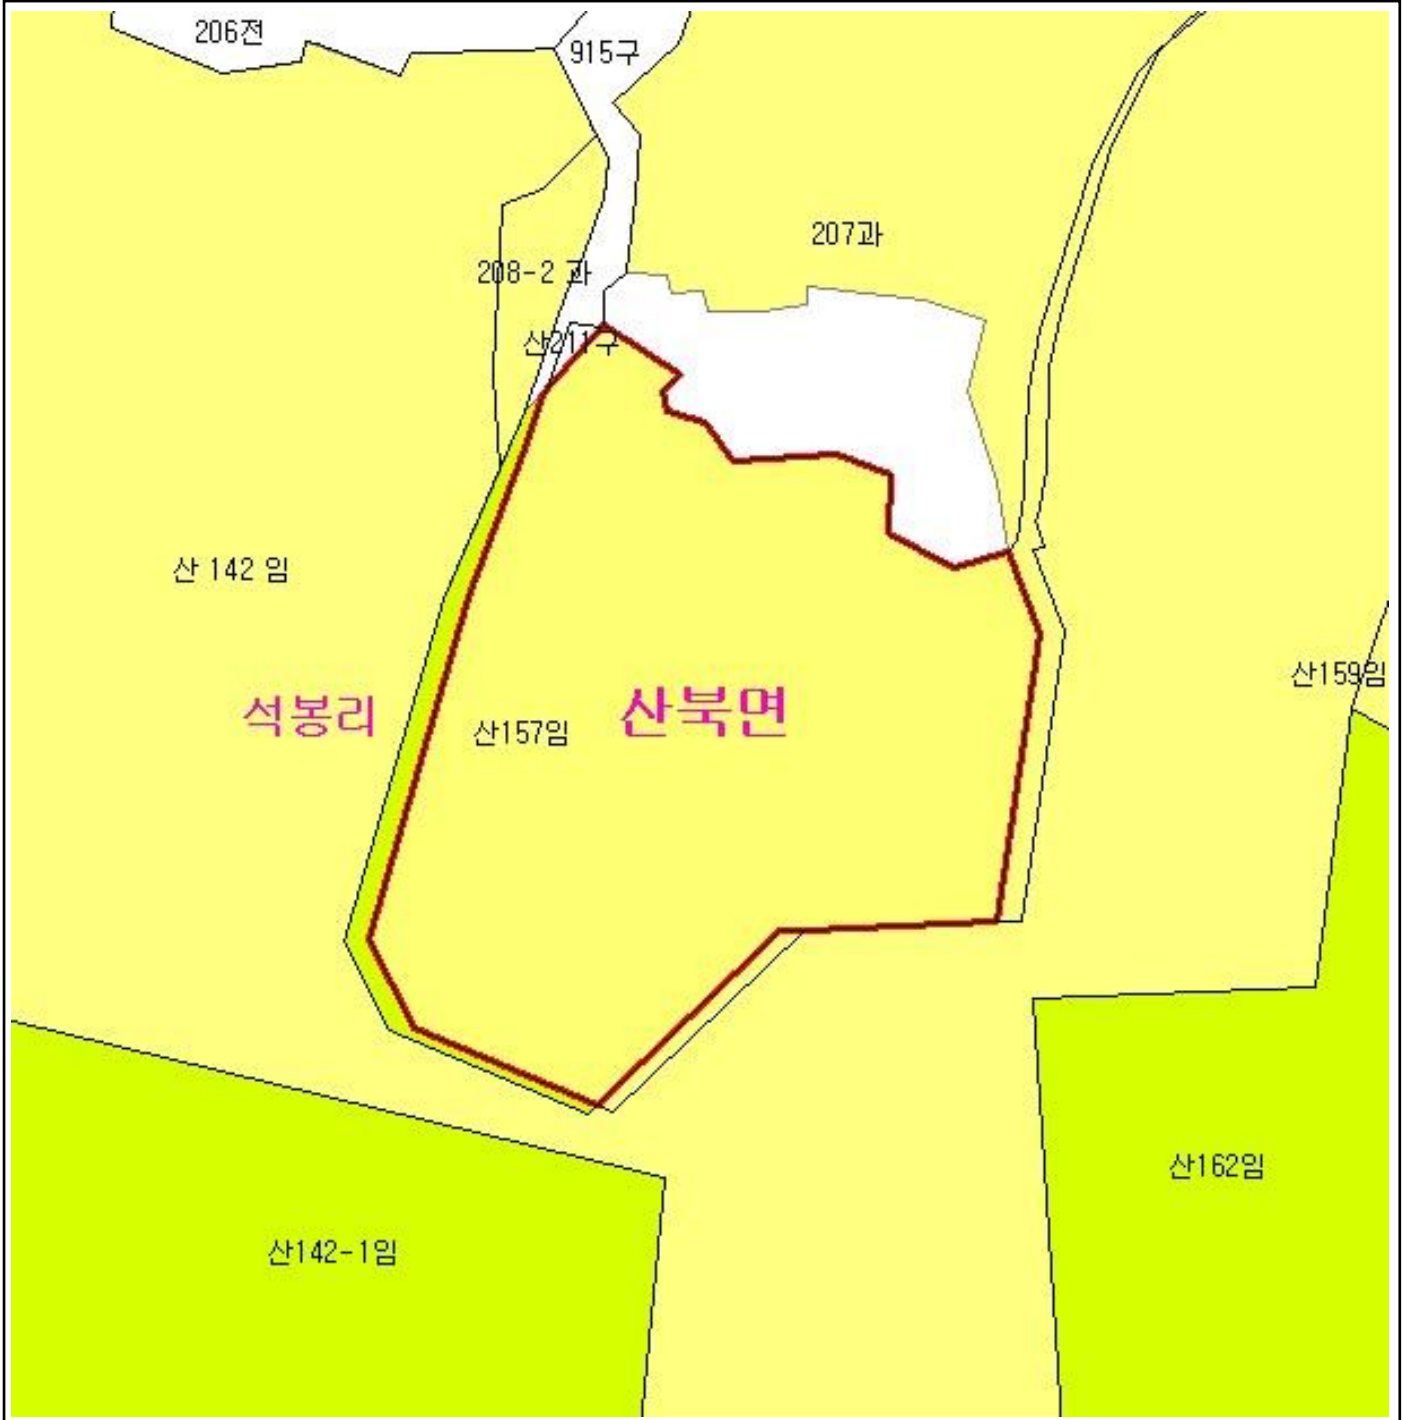 206전
915구
207과
208-2 과
산211구
산 142 임
산159임
석봉리
산157임
산북면
산162임
산142-1임